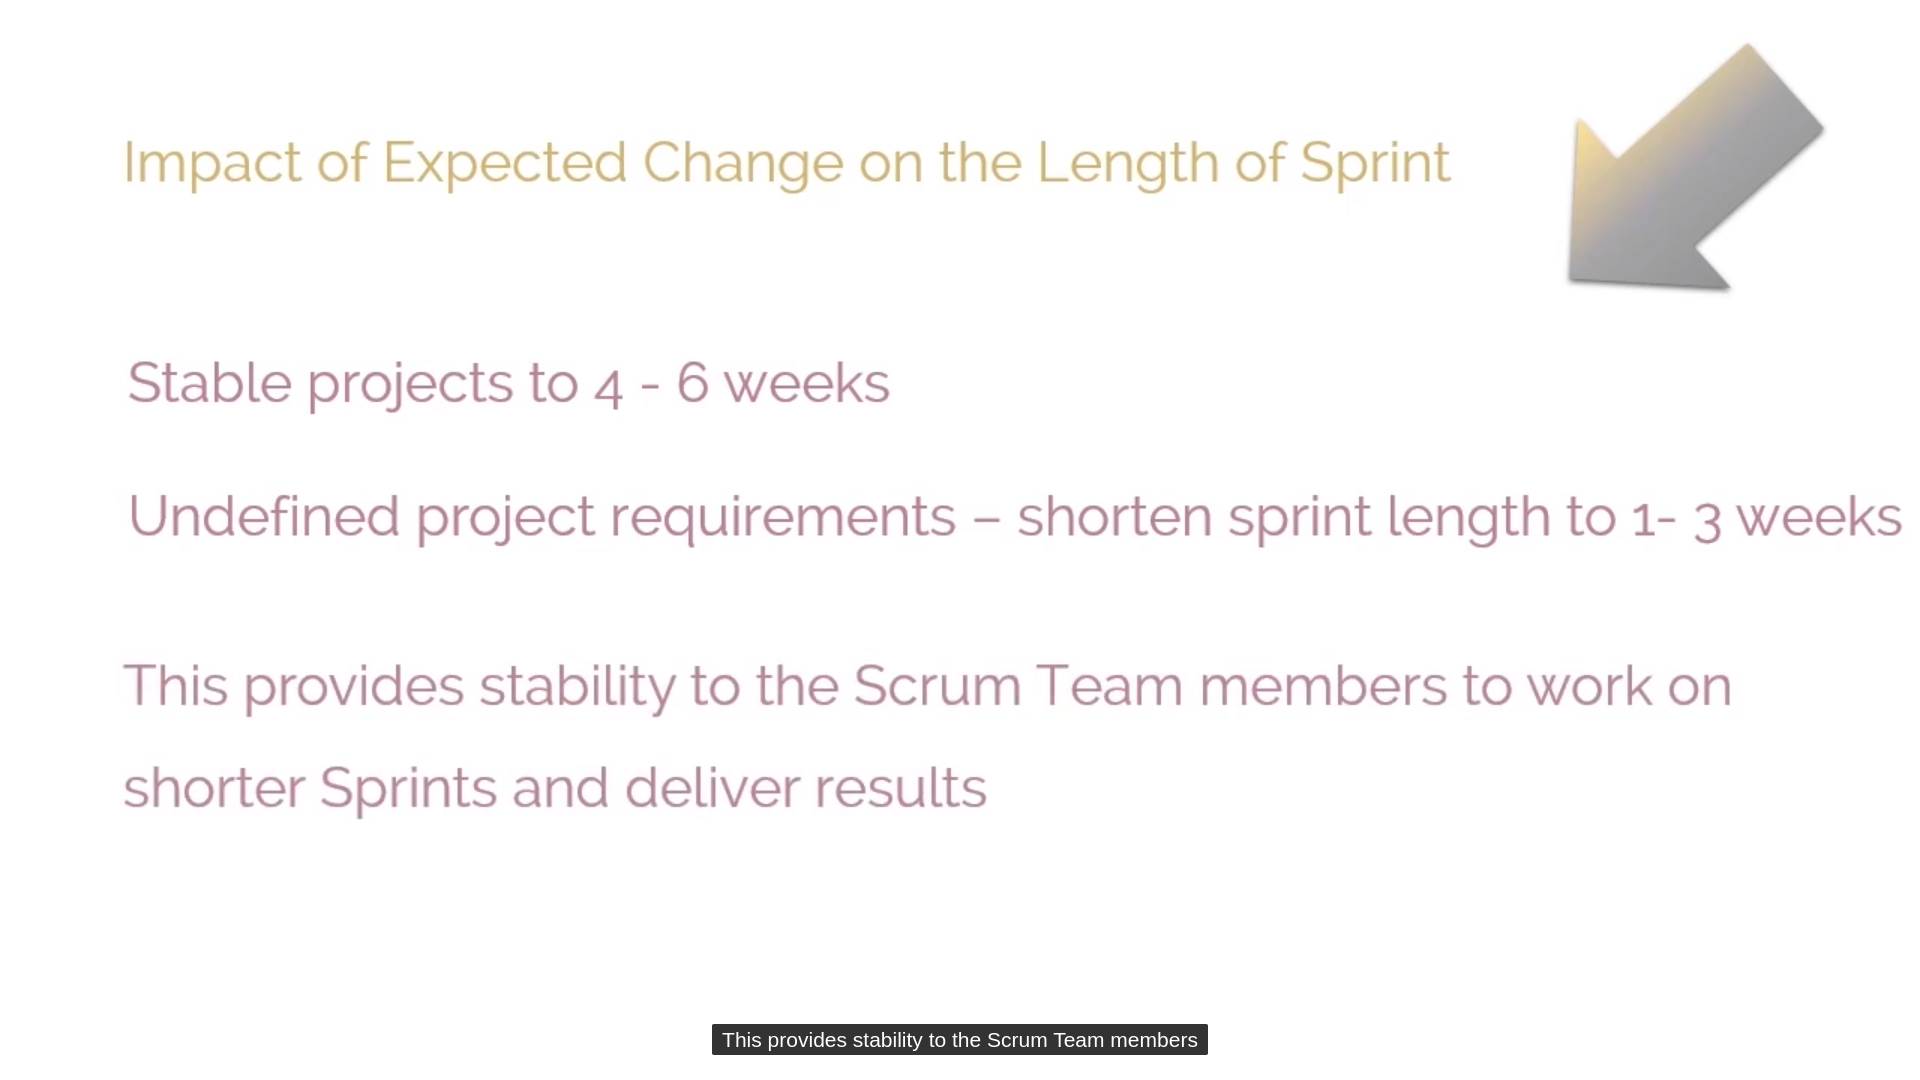 Impact of Expected Change on the Length of Sprint
Stable projects to 4 - 6 weeks
Undefined project requirements – shorten sprint length to 1- 3 weeks
This provides stability to the Scrum Team members to work on
shorter Sprints and deliver results
This provides stability to the Scrum Team members